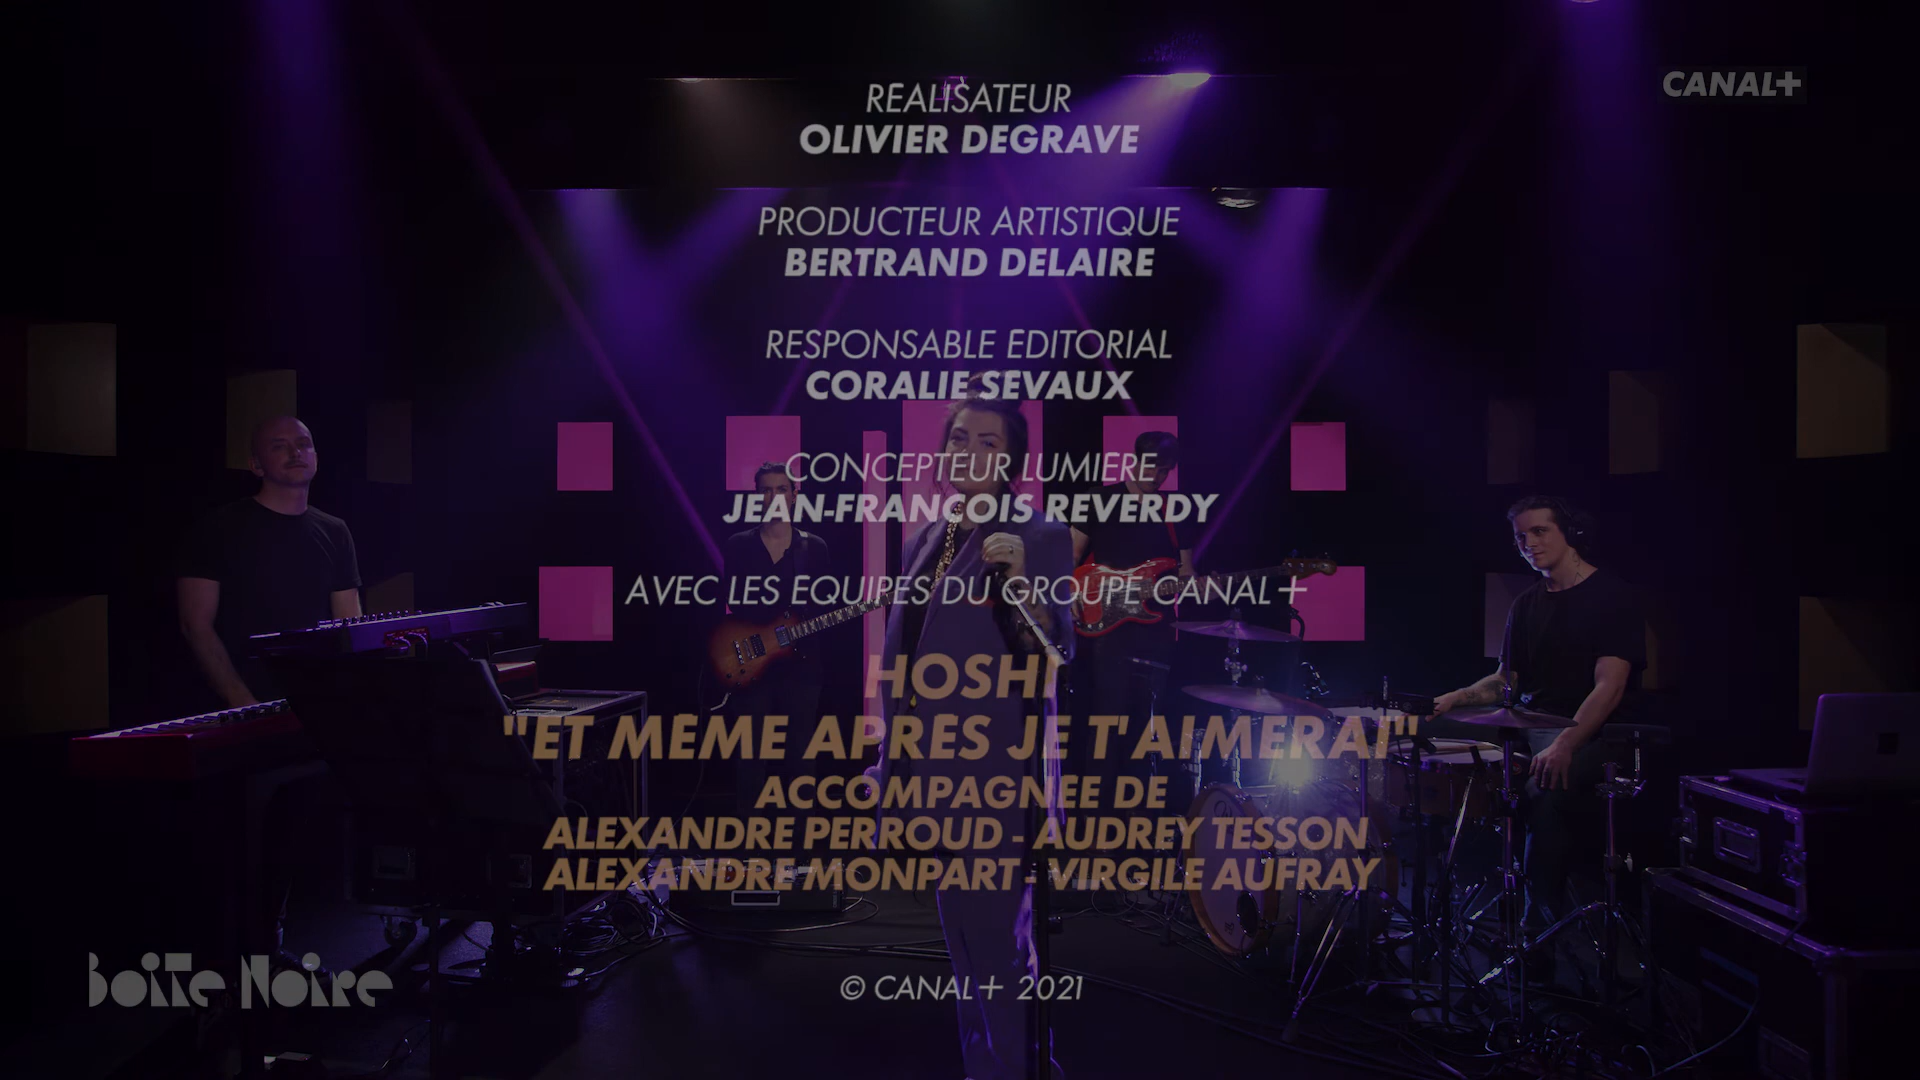 CANAL+
REALISATEUR
OLIVIER DEGRAVE
PRODUCTEUR ARTISTIQUE
BERTRAND DELAIRE
RESPONSABLE EDITORIAL
CORALIE SEVAUX
CONCEPTEUR LUMIERE
JEAN-FRANCOIS REVERDY
AVEC LES EQUIPES DU GROUPE CANAL+
HOSHI
"ET MÊME APRÈS JE T'AIMERAI"
ACCOMPAGNEE DE
ALEXANDRE PERROUD - AUDREY TESSON
ALEXANDRE MONPART - VIRGILE AUFRAY
BoiTe Noire
© CANAL+ 2021